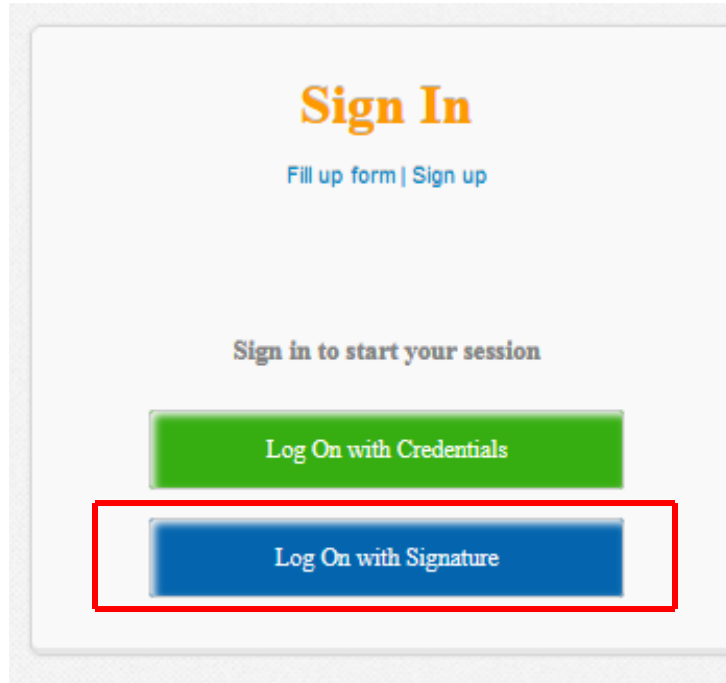 Sign In
Fill up form | Sign up
Sign in to start your session
Log On with Credentials
Log On with Signature